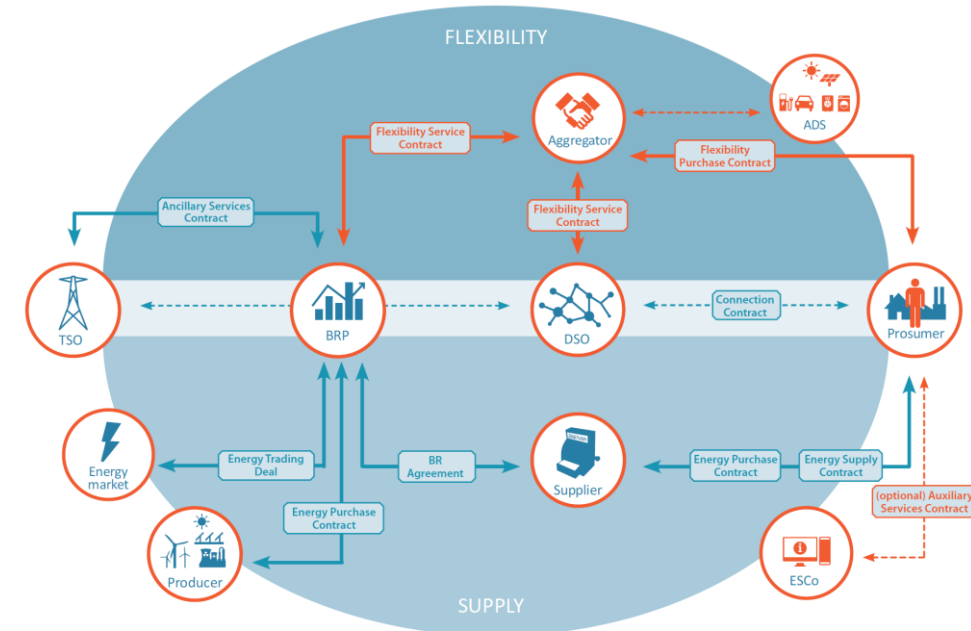 FLEXIBILITY
ADS
Aggregator
Flexibility Service
Contract
Flexibility
Purchase Contract
Ancillary Services
Contract
Flexibility Service
Contract
TSO
BRP
DSO
Connection
Contract
Prosumer
Energy
market
Energy Trading
Deal
BR
Agreement
Supplier
Energy Purchase
Contract
Energy Supply
Contract
(optional) Auxiliary
Services Contract
Energy Purchase
Contract
Producer
ESCo
SUPPLY